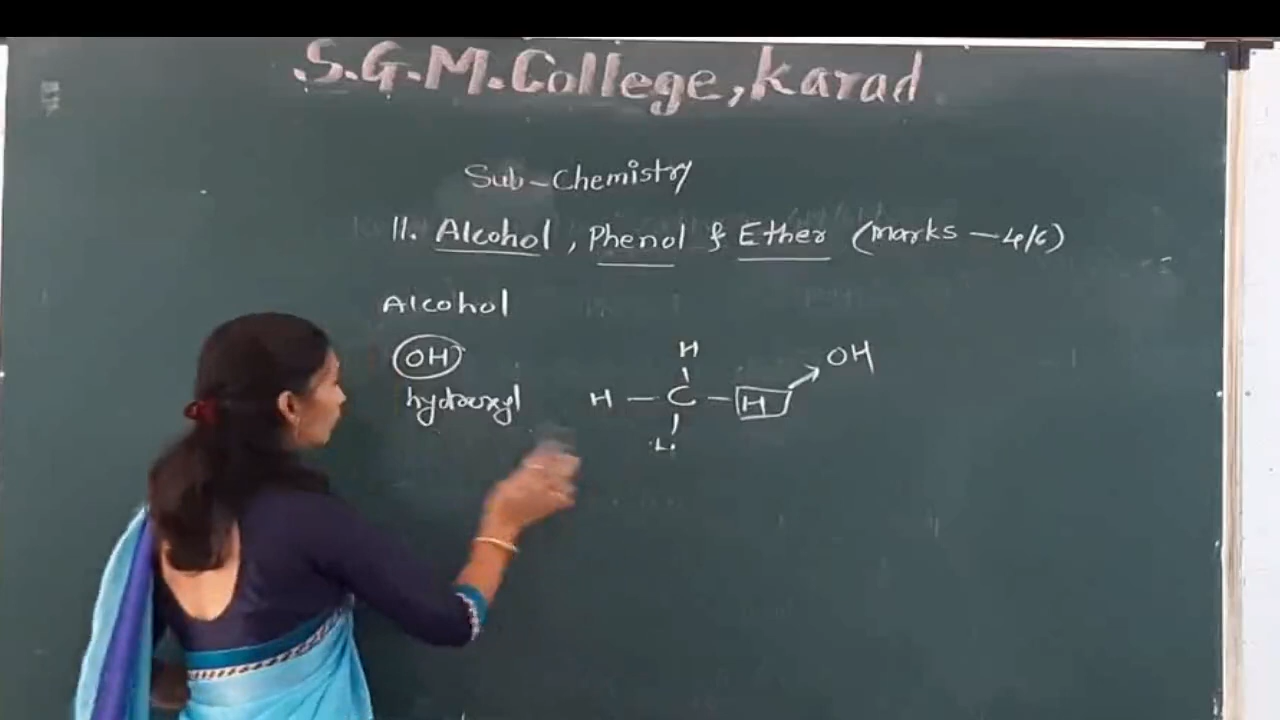 S.G.M. College, Karad
Sub-Chemistry
11. Alcohol, Phenol & Ether (Marks – 4/6)
Alcohol
OH
hydroxyl
H
H – C – H → OH